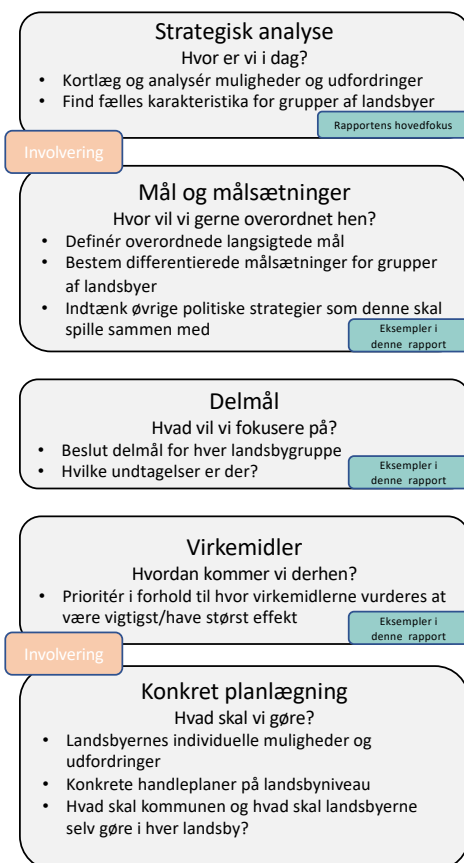 Strategisk analyse
Hvor er vi i dag?
• Kortlæg og analysér muligheder og udfordringer
• Find fælles karakteristika for grupper af landsbyer
Rapportens hovedfokus
Involvering
Mål og målsætninger
Hvor vil vi gerne overordnet hen?
• Definér overordnede langsigtede mål
• Bestem differentierede målsætninger for grupper
af landsbyer
• Indtænk øvrige politiske strategier som denne skal
spille sammen med
Eksempler i
denne rapport
Delmål
Hvad vil vi fokusere på?
• Beslut delmål for hver landsbygruppe
• Hvilke undtagelser er der?
Eksempler i
denne rapport
Virkemidler
Hvordan kommer vi derhen?
• Prioritér i forhold til hvor virkemidlerne vurderes at
være vigtigst/have størst effekt
Eksempler i
denne rapport
Involvering
Konkret planlægning
Hvad skal vi gøre?
• Landsbyernes individuelle muligheder og
udfordringer
• Konkrete handleplaner på landsbyniveau
• Hvad skal kommunen og hvad skal landsbyerne
selv gøre i hver landsby?